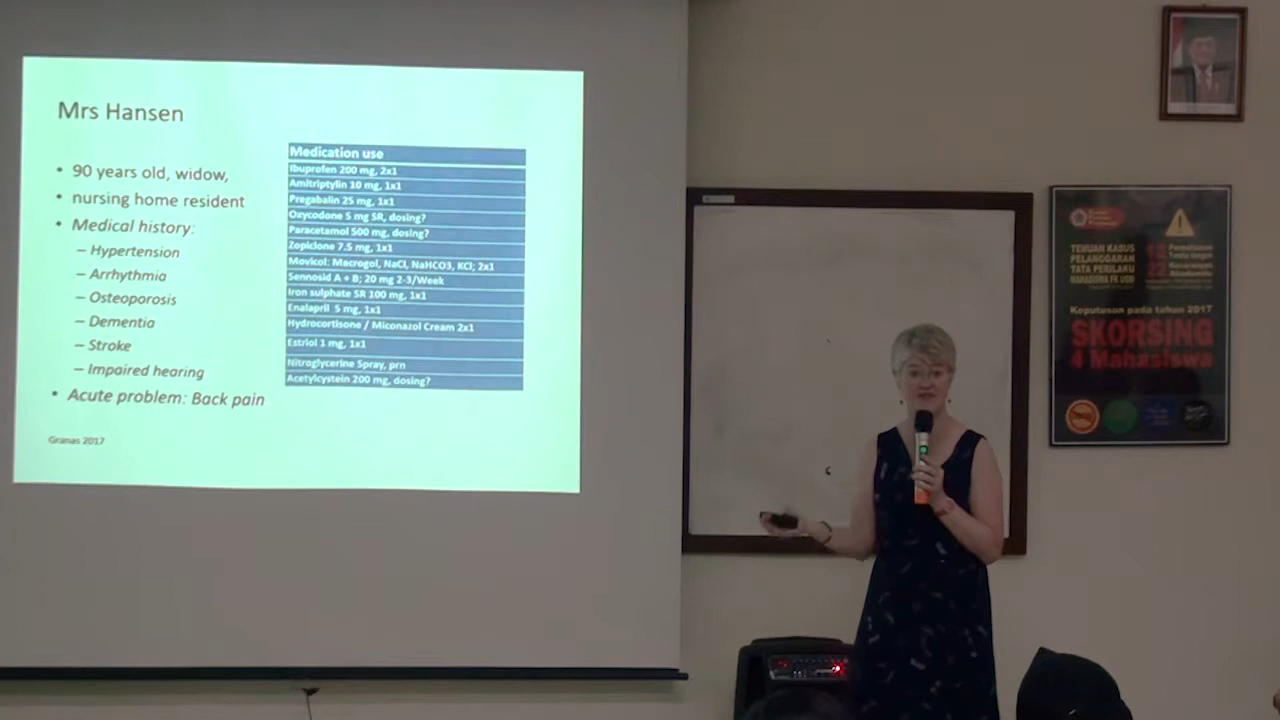 Mrs Hansen
• 90 years old, widow,
• nursing home resident
• Medical history:
– Hypertension
– Arrhythmia
– Osteoporosis
– Dementia
– Stroke
– Impaired hearing
• Acute problem: Back pain
Granas 2017
Medication use
Ibuprofen 200 mg, 2x1
Amitriptylin 10 mg, 1x1
Pregabalin 25 mg, 1x1
Oxycodone 5 mg SR, dosing?
Paracetamol 500 mg, dosing?
Zopiclone 7.5 mg, 1x1
Movicol: Macrogol, NaCl, NaHCO3, KCl; 2x1
Sennosid A + B; 20 mg 2-3/Week
Iron sulphate SR 100 mg, 1x1
Enalapril 5 mg, 1x1
Hydrocortisone / Miconazol Cream 2x1
Estriol 1 mg, 1x1
Nitroglycerine Spray, prn
Acetylcystein 200 mg, dosing?
TEMUAN KASUS
PELANGGARAN
TATA PERILAKU
MAHASISWA FK UGM
Keputusan pada tahun 2017
SKORSING
4 Mahasiswa